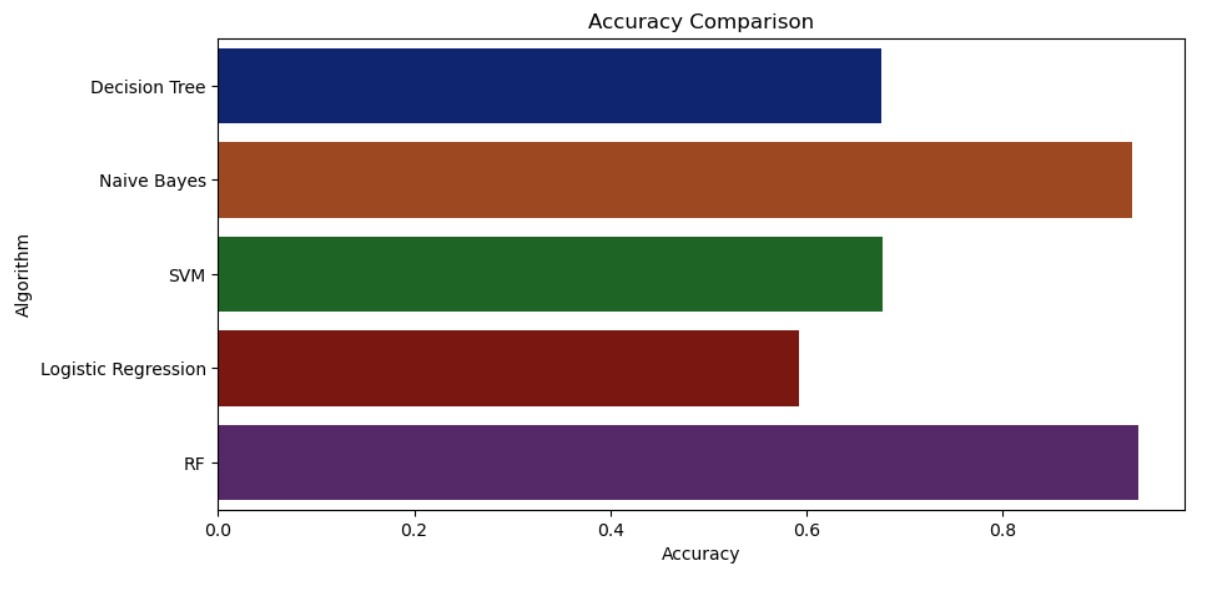 Accuracy Comparison
Decision Tree
Naive Bayes
SVM
Logistic Regression
RF
Algorithm
0.0 0.2 0.4 0.6 0.8
Accuracy